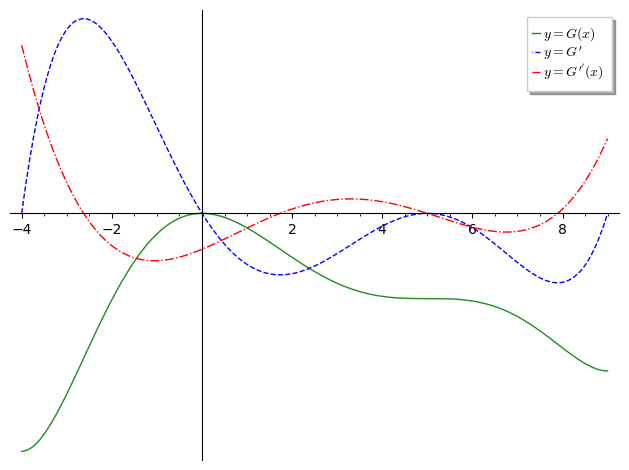 y = G(x)
y = G′
y = G′′(x)
−4 −2 2 4 6 8